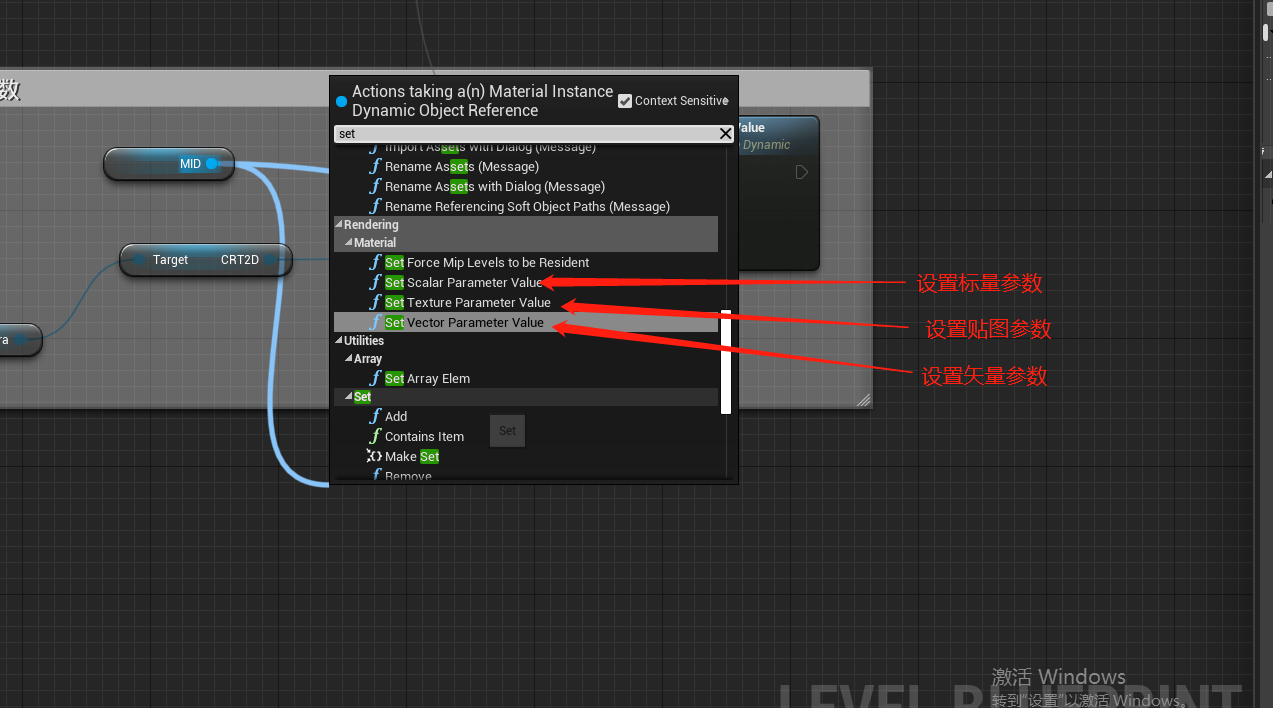 数
Actions taking a(n) Material Instance
Dynamic Object Reference
Context Sensitive
set
Import Assets with Dialog (Message)
Rename Assets (Message)
Rename Assets with Dialog (Message)
Rename Referencing Soft Object Paths (Message)
Rendering
Material
Set Force Mip Levels to be Resident
Set Scalar Parameter Value
Set Texture Parameter Value
Set Vector Parameter Value
Utilities
Array
Set Array Elem
Set
Add
Contains Item
Make Set
Remove
Set
MID
Target CRT2D
ra
Value
Dynamic
设置标量参数
设置贴图参数
设置矢量参数
LEVEL BLUEPRINT
激活 Windows
转到"设置"以激活 Windows。